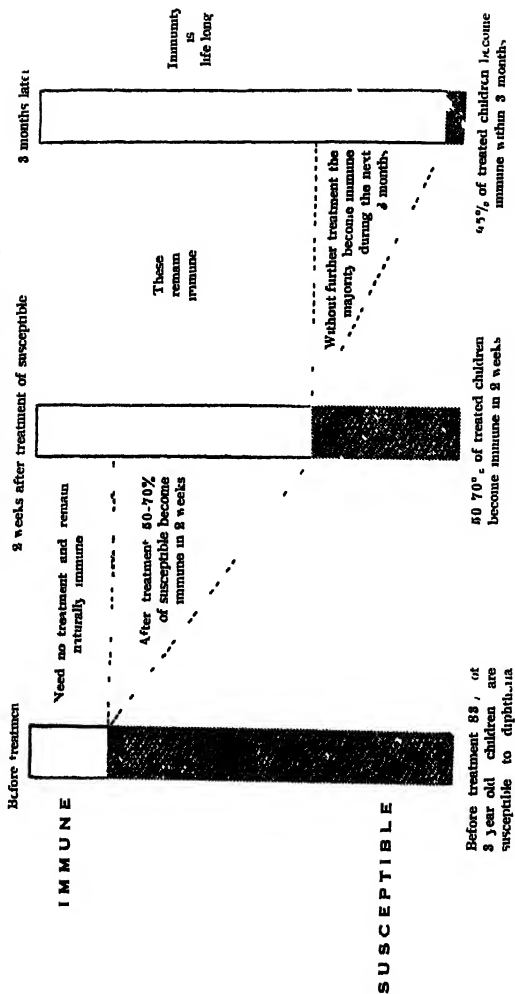 Before treatmen
2 weeks after treatment of susceptible
3 months later
IMMUNE
SUSCEPTIBLE
Need no treatment and remain
naturally immune
After treatment 50-70%
of susceptible become
immune in 2 weeks
These
remain
immune
Without further treatment the
majority become immune
during the next
3 months
Immunity
is
life long
Before treatment 88 of
3 year old children are
susceptible to diphtheria
50 70% of treated children
become immune in 2 weeks
of treated children become
immune within 3 months